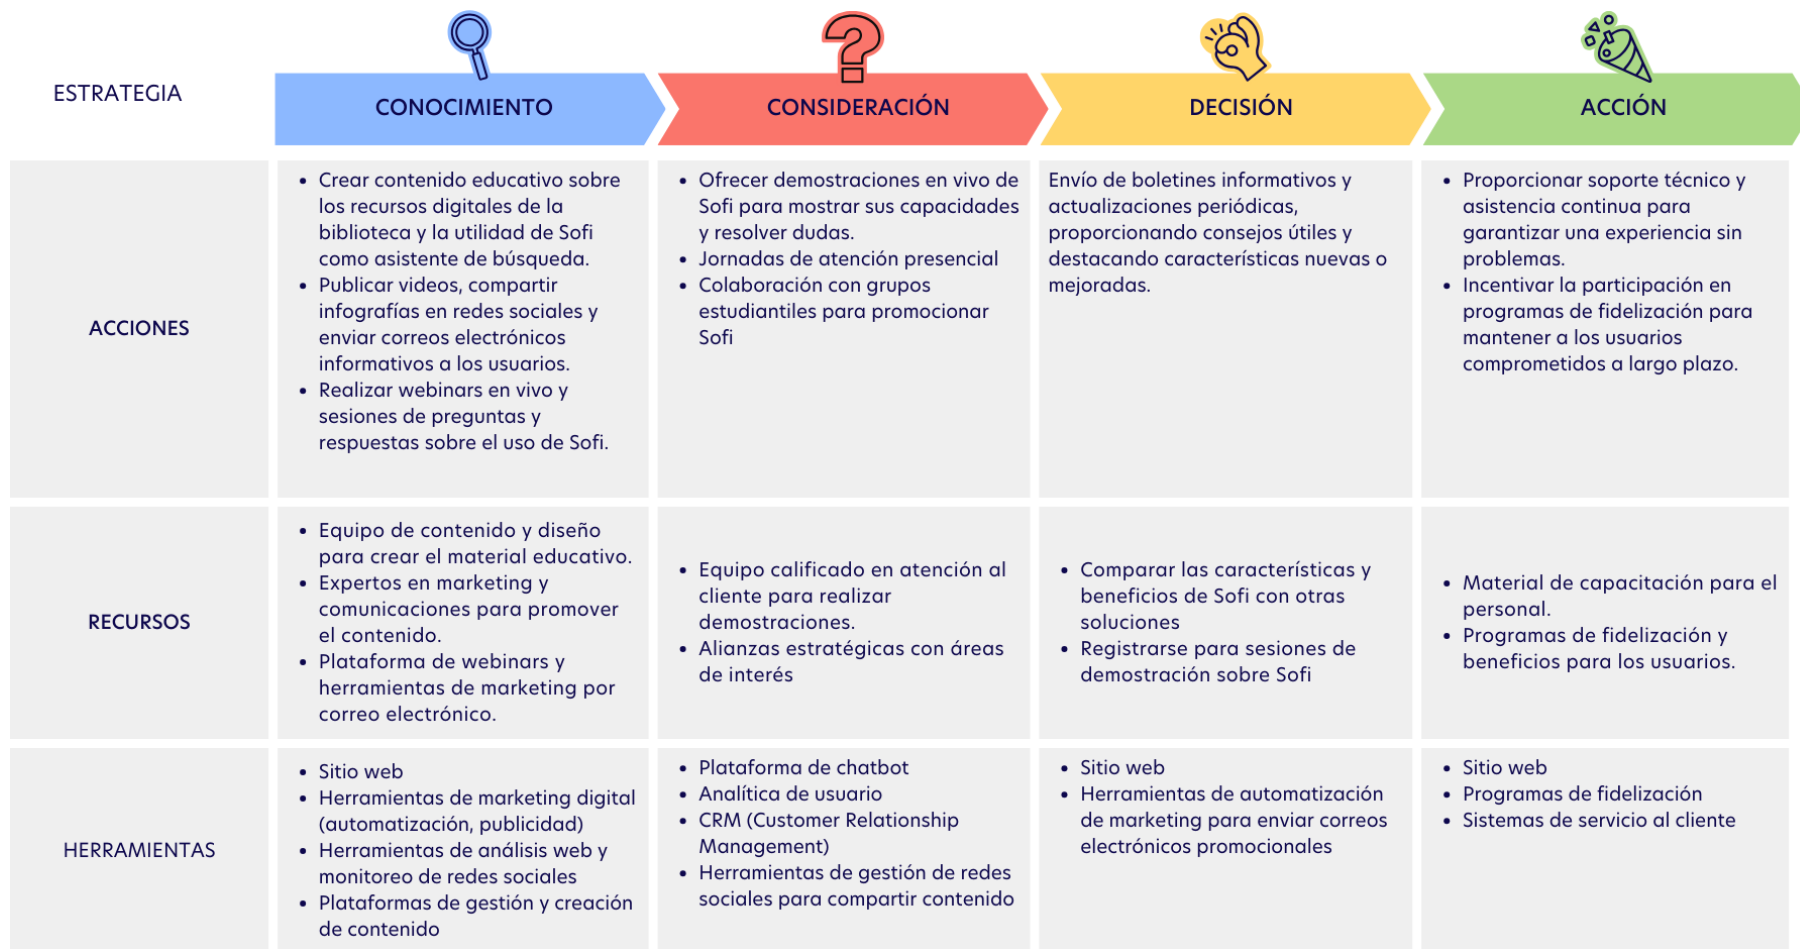 ESTRATEGIA
CONOCIMIENTO
CONSIDERACIÓN
DECISIÓN
ACCIÓN
ACCIONES
• Crear contenido educativo sobre
los recursos digitales de la
biblioteca y la utilidad de Sofi
como asistente de búsqueda.
• Publicar videos, compartir
infografías en redes sociales y
enviar correos electrónicos
informativos a los usuarios.
• Realizar webinars en vivo y
sesiones de preguntas y
respuestas sobre el uso de Sofi.
• Ofrecer demostraciones en vivo de
Sofi para mostrar sus capacidades
y resolver dudas.
• Jornadas de atención presencial
• Colaboración con grupos
estudiantiles para promocionar
Sofi
Envío de boletines informativos y
actualizaciones periódicas,
proporcionando consejos útiles y
destacando características nuevas o
mejoradas.
• Proporcionar soporte técnico y
asistencia continua para
garantizar una experiencia sin
problemas.
• Incentivar la participación en
programas de fidelización para
mantener a los usuarios
comprometidos a largo plazo.
RECURSOS
• Equipo de contenido y diseño
para crear el material educativo.
• Expertos en marketing y
comunicaciones para promover
el contenido.
• Plataforma de webinars y
herramientas de marketing por
correo electrónico.
• Equipo calificado en atención al
cliente para realizar
demostraciones.
• Alianzas estratégicas con áreas
de interés
• Comparar las características y
beneficios de Sofi con otras
soluciones
• Registrarse para sesiones de
demostración sobre Sofi
• Material de capacitación para el
personal.
• Programas de fidelización y
beneficios para los usuarios.
HERRAMIENTAS
• Sitio web
• Herramientas de marketing digital
(automatización, publicidad)
• Herramientas de análisis web y
monitoreo de redes sociales
• Plataformas de gestión y creación
de contenido
• Plataforma de chatbot
• Analítica de usuario
• CRM (Customer Relationship
Management)
• Herramientas de gestión de redes
sociales para compartir contenido
• Sitio web
• Herramientas de automatización
de marketing para enviar correos
electrónicos promocionales
• Sitio web
• Programas de fidelización
• Sistemas de servicio al cliente